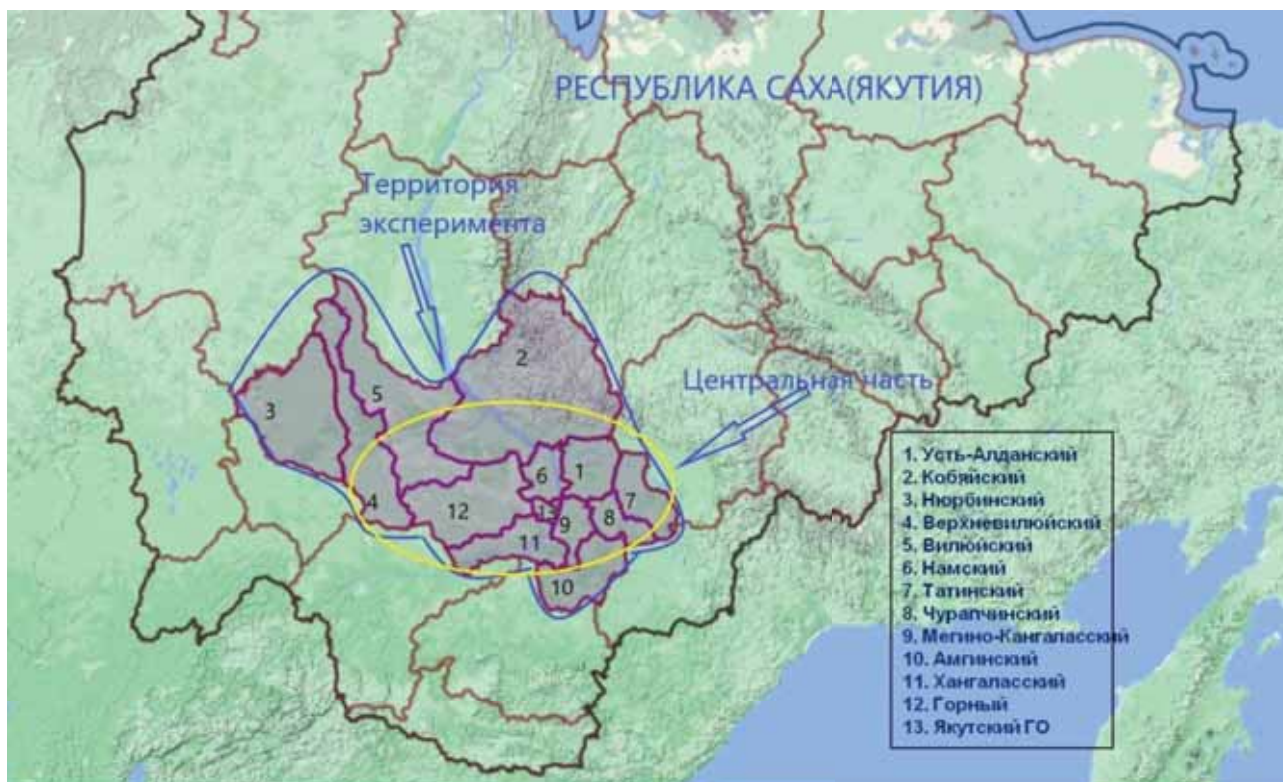 РЕСПУБЛИКА САХА(ЯКУТИЯ)
Территория
эксперимента
Центральная часть
2
3
5
4
6
1
7
12
13
9
8
11
10
1. Усть-Алданский
2. Кобяйский
3. Нюрбинский
4. Верхневилюйский
5. Вилюйский
6. Намский
7. Татинский
8. Чурапчинский
9. Мегино-Кангаласский
10. Амгинский
11. Хангаласский
12. Горный
13. Якутский ГО